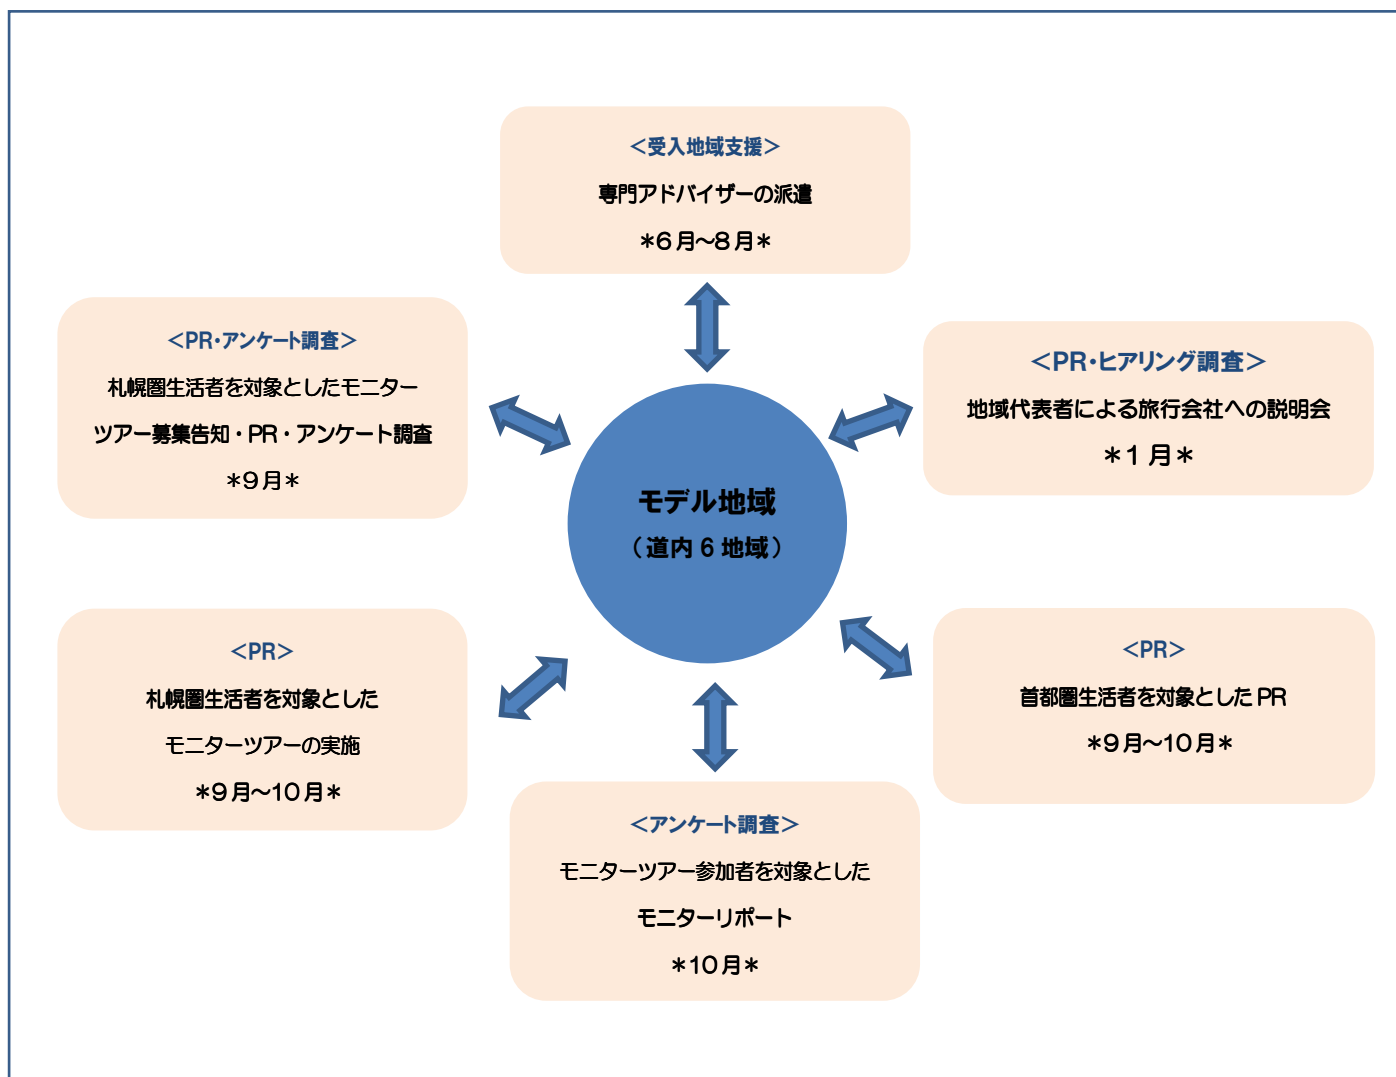 ＜受入地域支援＞
専門アドバイザーの派遣
＊６月～８月＊
＜PR・アンケート調査＞
札幌圏生活者を対象としたモニター
ツアー募集告知・PR・アンケート調査
＊９月＊
＜PR・ヒアリング調査＞
地域代表者による旅行会社への説明会
＊１月＊
モデル地域
（道内６地域）
＜PR＞
札幌圏生活者を対象とした
モニターツアーの実施
＊９月～１０月＊
＜PR＞
首都圏生活者を対象としたPR
＊９月～１０月＊
＜アンケート調査＞
モニターツアー参加者を対象とした
モニターリポート
＊１０月＊